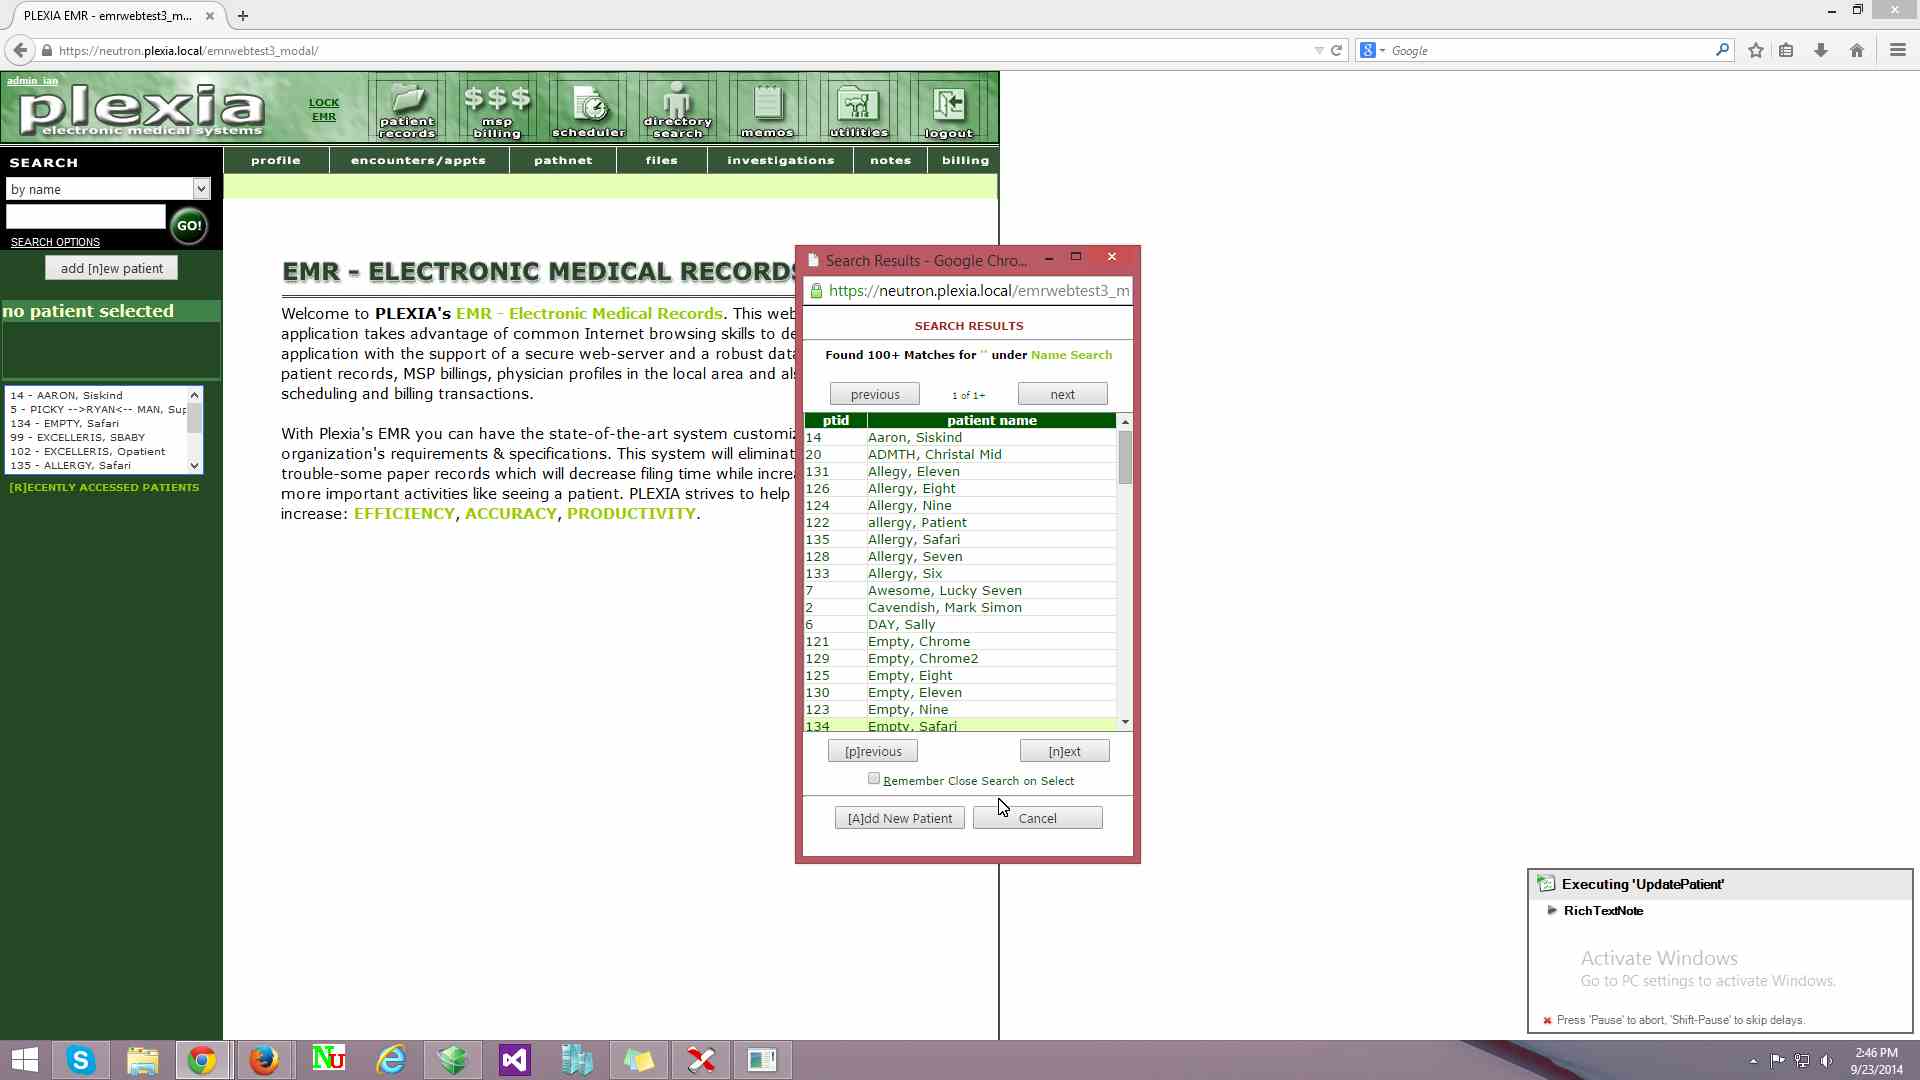 PLEXIA EMR - emrwebtest3_m...
https://neutron.plexia.local/emrwebtest3_modal/
Google
admin ian
plexia
electronic medical systems
LOCK
EMR
patient
records
$$$
msp
billing
scheduler
directory
search
memos
utilities
logout
SEARCH
by name
GO!
SEARCH OPTIONS
add [n]ew patient
no patient selected
14 - AARON, Siskind
5 - PICKY -->RYAN<-- MAN, Sup
134 - EMPTY, Safari
99 - EXCELLERIS, SBABY
102 - EXCELLERIS, Opatient
135 - ALLERGY, Safari
[R]ECENTLY ACCESSED PATIENTS
profile
encounters/appts
pathnet
files
investigations
notes
billing
EMR - ELECTRONIC MEDICAL RECORDS
Welcome to PLEXIA's EMR - Electronic Medical Records. This web
application takes advantage of common Internet browsing skills to de
application with the support of a secure web-server and a robust data
patient records, MSP billings, physician profiles in the local area and al
scheduling and billing transactions.
With Plexia's EMR you can have the state-of-the-art system customiz
organization's requirements & specifications. This system will eliminat
trouble-some paper records which will decrease filing time while increa
more important activities like seeing a patient. PLEXIA strives to help
increase: EFFICIENCY, ACCURACY, PRODUCTIVITY.
Search Results - Google Chro...
https://neutron.plexia.local/emrwebtest3_m
SEARCH RESULTS
Found 100+ Matches for '' under Name Search
previous 1 of 1+ next
ptid patient name
14 Aaron, Siskind
20 ADMTH, Christal Mid
131 Allegy, Eleven
126 Allergy, Eight
124 Allergy, Nine
122 allergy, Patient
135 Allergy, Safari
128 Allergy, Seven
133 Allergy, Six
7 Awesome, Lucky Seven
2 Cavendish, Mark Simon
6 DAY, Sally
121 Empty, Chrome
129 Empty, Chrome2
125 Empty, Eight
130 Empty, Eleven
123 Empty, Nine
134 Empty, Safari
[p]revious [n]ext
Remember Close Search on Select
[A]dd New Patient Cancel
Executing 'UpdatePatient'
RichTextNote
Activate Windows
Go to PC settings to activate Windows.
Press 'Pause' to abort, 'Shift-Pause' to skip delays.
NU
2:46 PM
9/23/2014